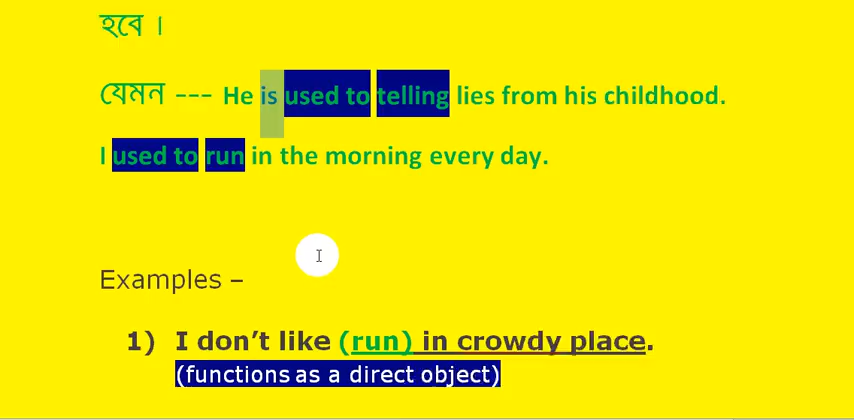 হবে ।
যেমন --- He is used to telling lies from his childhood.
I used to run in the morning every day.
Examples –
1) I don't like (run) in crowdy place.
(functions as a direct object)